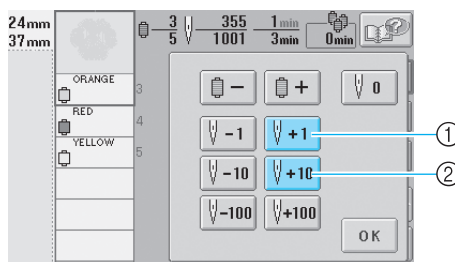 24mm
37mm
3/5 355/1001 1min/3min 0min
ORANGE
3
RED
4
YELLOW
5
− + 0
-1 +1 1
-10 +10 2
-100 +100
OK